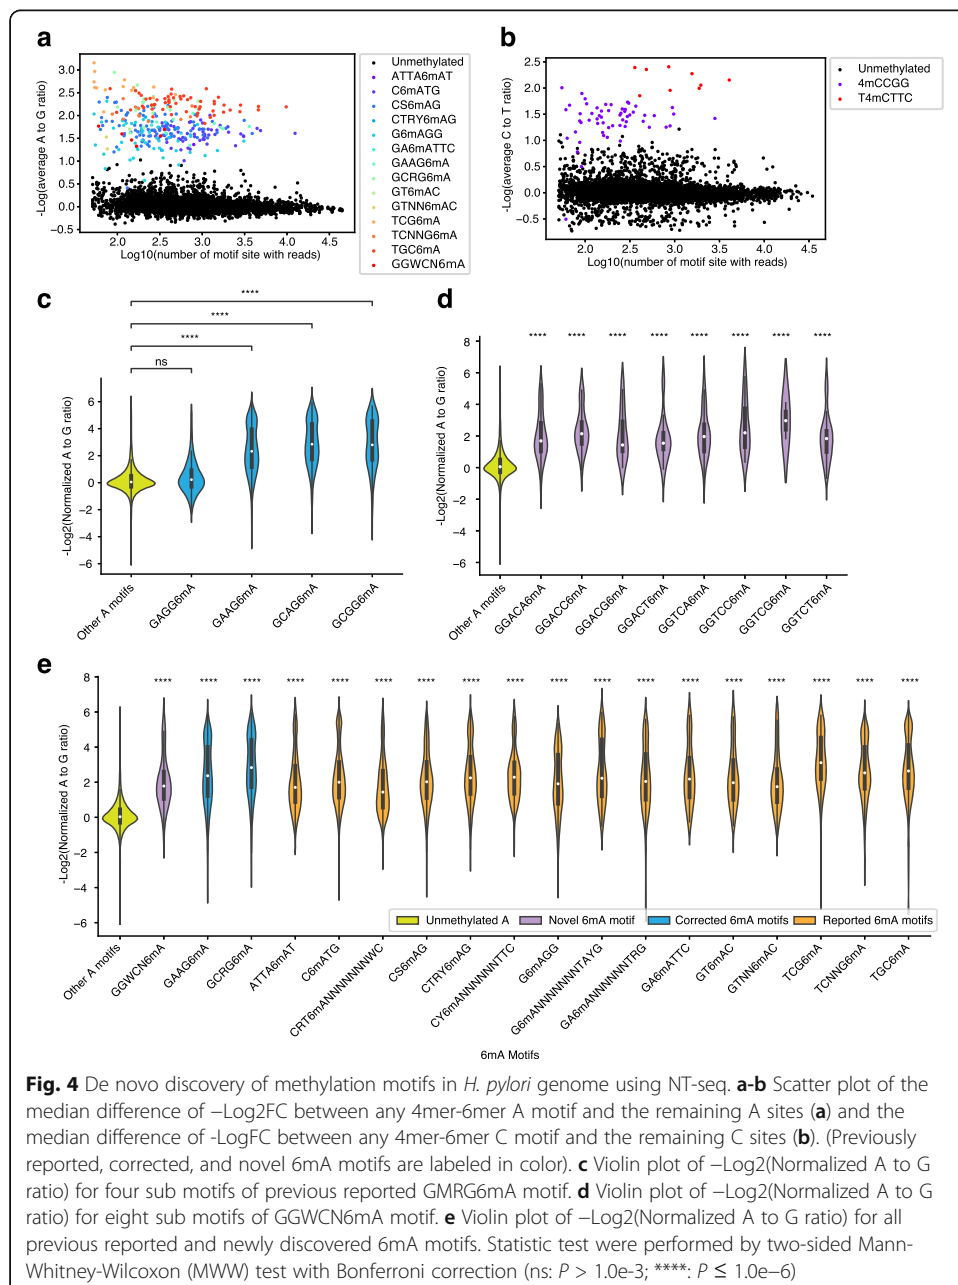 a
b
3.0
2.5
2.0
1.5
1.0
0.5
0.0
−0.5
-Log(average A to G ratio)
2.0 2.5 3.0 3.5 4.0 4.5
Log10(number of motif site with reads)
Unmethylated
ATTA6mAT
C6mATG
CS6mAG
CTRY6mAG
G6mAGG
GA6mATTC
GAAG6mA
GCRG6mA
GT6mAC
GTNN6mAC
TCG6mA
TCNNG6mA
TGC6mA
GGWCN6mA
2.5
2.0
1.5
1.0
0.5
0.0
−0.5
-Log(average C to T ratio)
2.0 2.5 3.0 3.5 4.0 4.5
Log10(number of motif site with reads)
Unmethylated
4mCCGG
T4mCTTC
c
****
****
****
ns
6
4
2
0
−2
−4
−6
-Log2(Normalized A to G ratio)
Other A motifs
GAGG6mA
GAAG6mA
GCAG6mA
GCGG6mA
d
**** **** **** **** **** **** **** ****
8
6
4
2
0
−2
−4
−6
-Log2(Normalized A to G ratio)
Other A motifs
GGACA6mA
GGACC6mA
GGACG6mA
GGACT6mA
GGTCA6mA
GGTCC6mA
GGTCG6mA
GGTCT6mA
e
**** **** **** **** **** **** **** **** **** **** **** **** **** **** **** **** **** ****
8
6
4
2
0
−2
−4
−6
-Log2(Normalized A to G ratio)
Unmethylated A Novel 6mA motif Corrected 6mA motifs Reported 6mA motifs
Other A motifs
GGWCN6mA
GAAG6mA
GCRG6mA
ATTA6mAT
C6mATG
CRT6mANNNNNNWC
CS6mAG
CTRY6mAG
CY6mANNNNNNTTC
G6mAGG
G6mANNNNNNNTAYG
GA6mANNNNNNTRG
GA6mATTC
GT6mAC
GTNN6mAC
TCG6mA
TCNNG6mA
TGC6mA
6mA Motifs
Fig. 4 De novo discovery of methylation motifs in H. pylori genome using NT-seq. a-b Scatter plot of the
median difference of −Log2FC between any 4mer-6mer A motif and the remaining A sites (a) and the
median difference of -LogFC between any 4mer-6mer C motif and the remaining C sites (b). (Previously
reported, corrected, and novel 6mA motifs are labeled in color). c Violin plot of −Log2(Normalized A to G
ratio) for four sub motifs of previous reported GMRG6mA motif. d Violin plot of −Log2(Normalized A to G
ratio) for eight sub motifs of GGWCN6mA motif. e Violin plot of −Log2(Normalized A to G ratio) for all
previous reported and newly discovered 6mA motifs. Statistic test were performed by two-sided Mann-
Whitney-Wilcoxon (MWW) test with Bonferroni correction (ns: P > 1.0e-3; ****: P ≤ 1.0e−6)